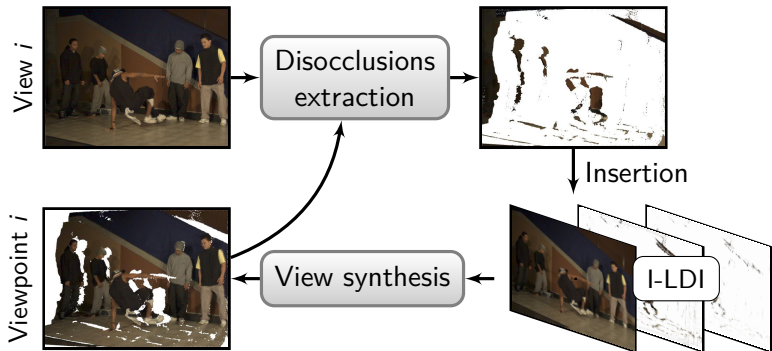 View i
Disocclusions
extraction
Insertion
Viewpoint i
View synthesis
I-LDI